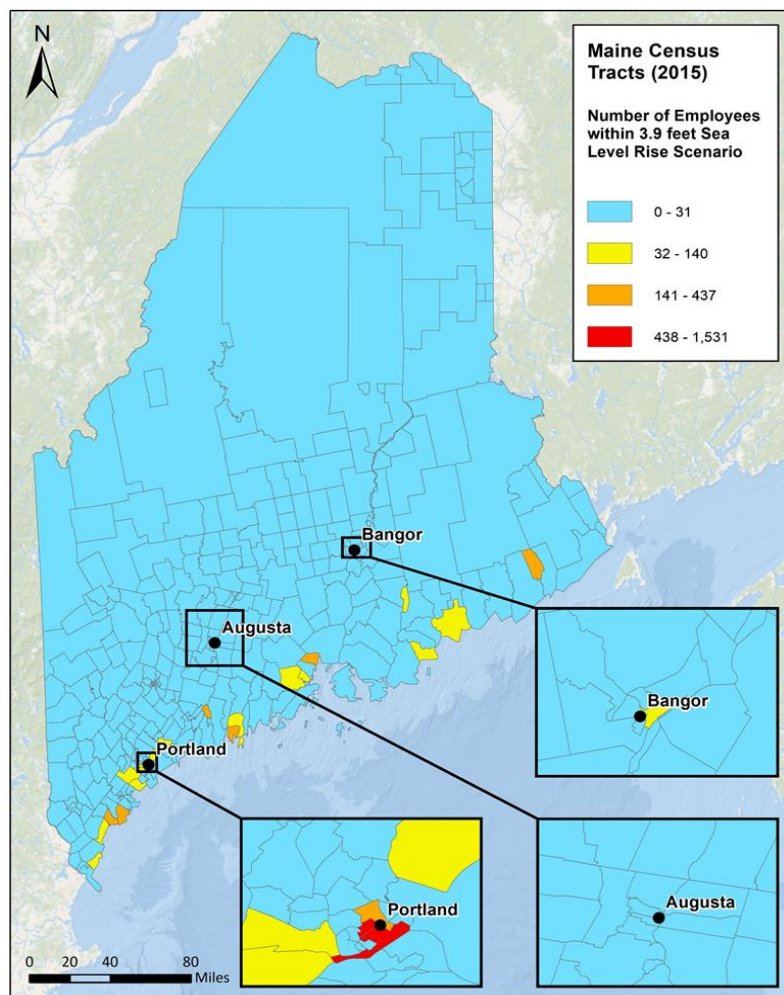 N
Maine Census
Tracts (2015)
Number of Employees
within 3.9 feet Sea
Level Rise Scenario
0 - 31
32 - 140
141 - 437
438 - 1,531
Bangor
Augusta
Portland
Bangor
Portland
Augusta
0 20 40 80
Miles